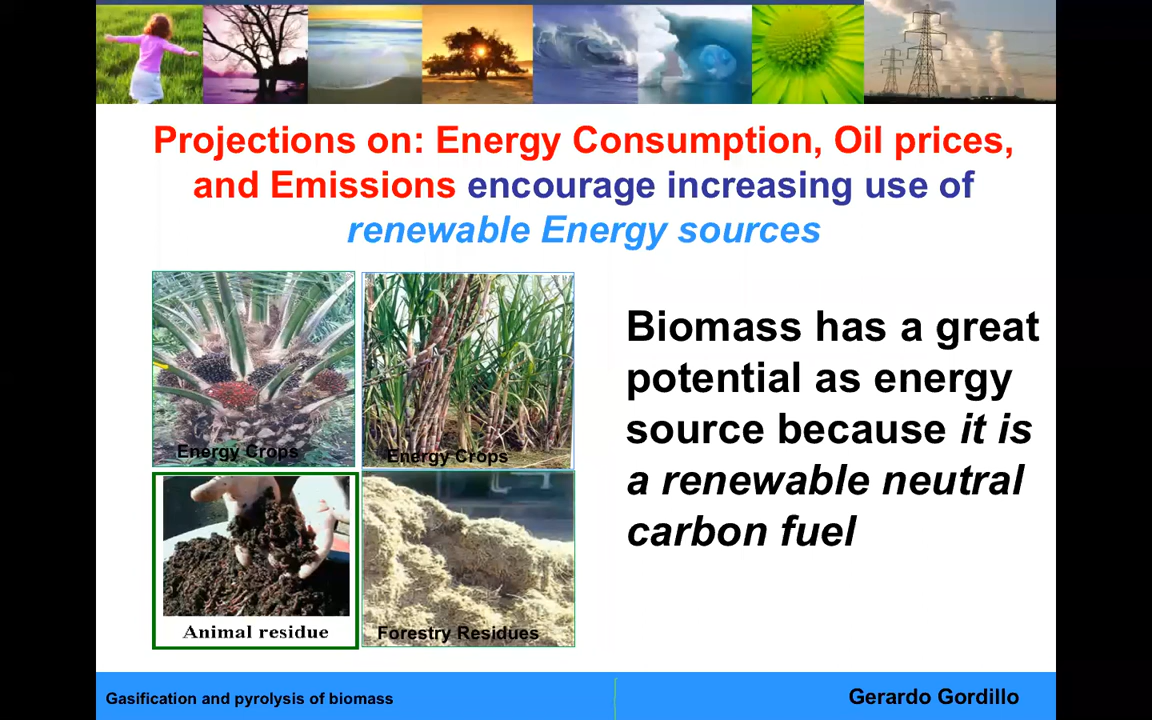 Projections on: Energy Consumption, Oil prices,
and Emissions encourage increasing use of
renewable Energy sources
Energy Crops
Energy Crops
Animal residue
Forestry Residues
Biomass has a great
potential as energy
source because it is
a renewable neutral
carbon fuel
Gasification and pyrolysis of biomass
Gerardo Gordillo